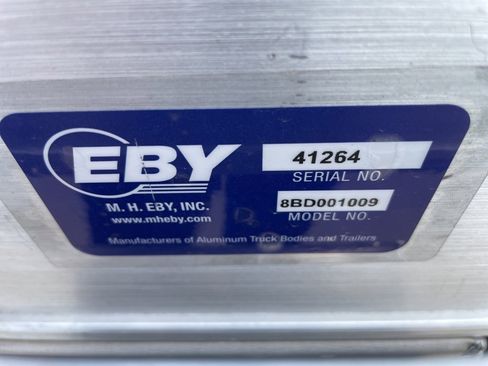 EBY
M. H. EBY, INC.
www.mheby.com
41264
SERIAL NO.
8BD001009
MODEL NO.
Manufacturers of Aluminum Truck Bodies and Trailers